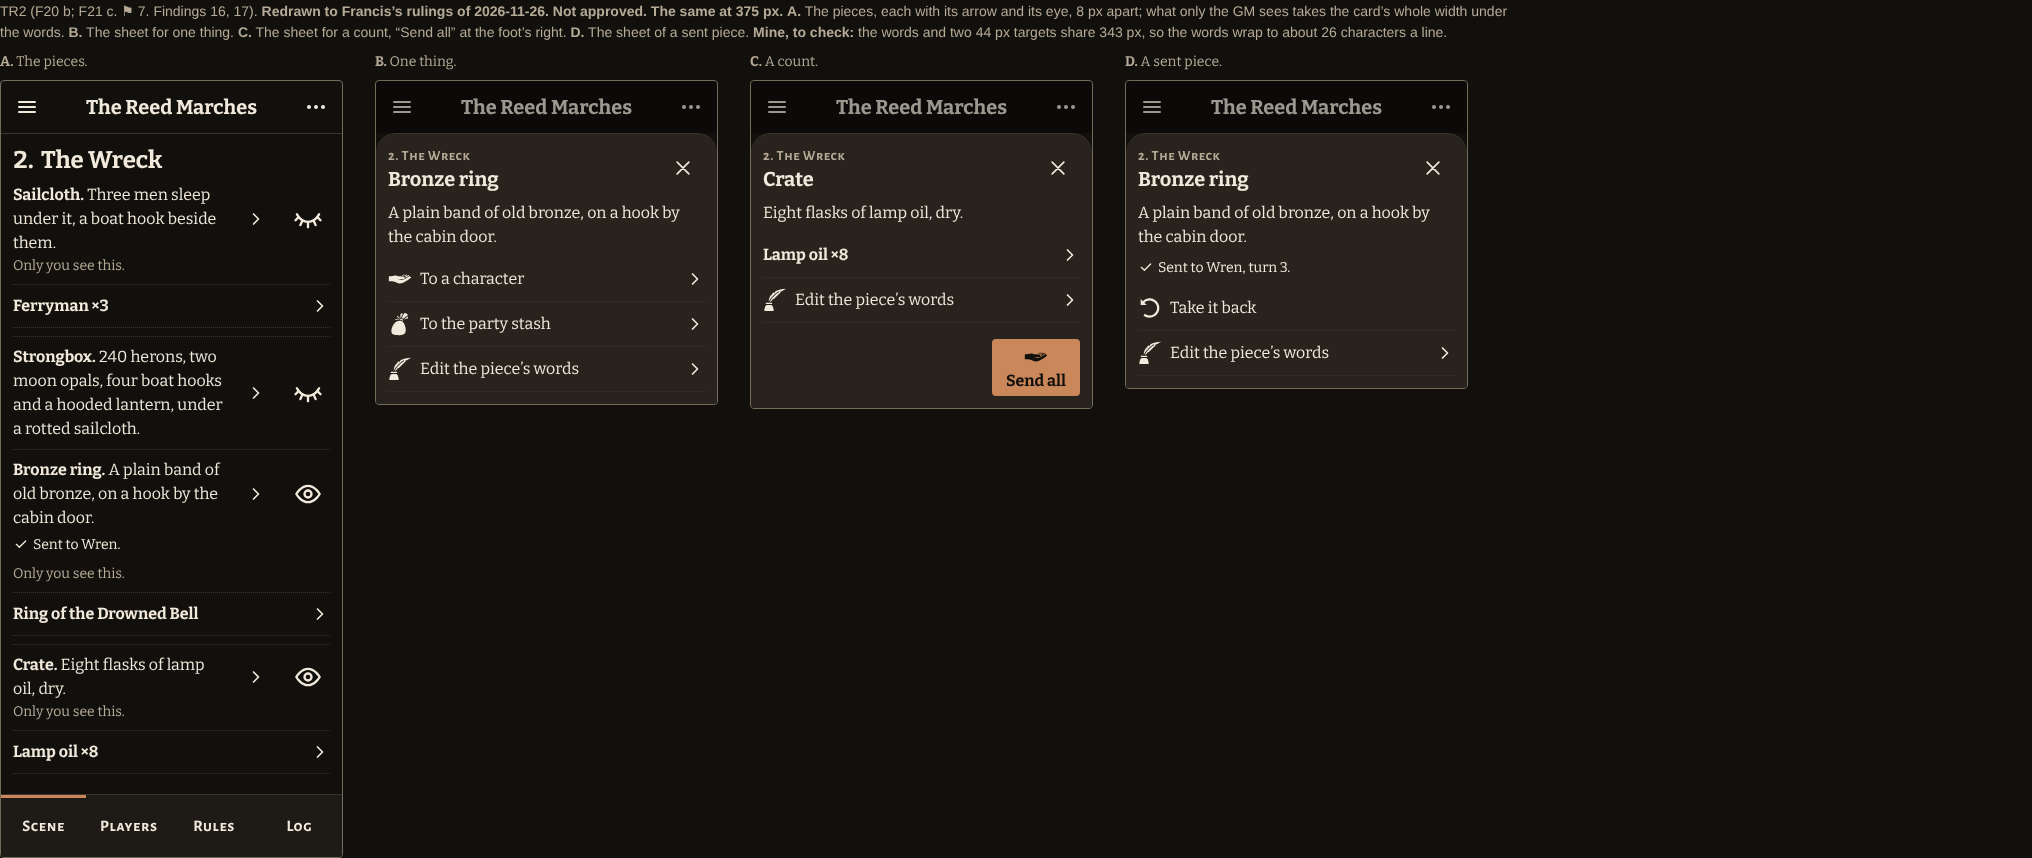 TR2 (F20 b; F21 c. ⚑ 7. Findings 16, 17). Redrawn to Francis’s rulings of 2026-11-26. Not approved. The same at 375 px. A. The pieces, each with its arrow and its eye, 8 px apart; what only the GM sees takes the card’s whole width under
the words. B. The sheet for one thing. C. The sheet for a count, “Send all” at the foot’s right. D. The sheet of a sent piece. Mine, to check: the words and two 44 px targets share 343 px, so the words wrap to about 26 characters a line.
A. The pieces.
The Reed Marches
2. The Wreck
Sailcloth. Three men sleep
under it, a boat hook beside
them.
Only you see this.
Ferryman ×3
Strongbox. 240 herons, two
moon opals, four boat hooks
and a hooded lantern, under
a rotted sailcloth.
Bronze ring. A plain band of
old bronze, on a hook by the
cabin door.
Sent to Wren.
Only you see this.
Ring of the Drowned Bell
Crate. Eight flasks of lamp
oil, dry.
Only you see this.
Lamp oil ×8
Scene Players Rules Log
B. One thing.
The Reed Marches
2. The Wreck
Bronze ring
A plain band of old bronze, on a hook by
the cabin door.
To a character
To the party stash
Edit the piece’s words
C. A count.
The Reed Marches
2. The Wreck
Crate
Eight flasks of lamp oil, dry.
Lamp oil ×8
Edit the piece’s words
Send all
D. A sent piece.
The Reed Marches
2. The Wreck
Bronze ring
A plain band of old bronze, on a hook by
the cabin door.
Sent to Wren, turn 3.
Take it back
Edit the piece’s words